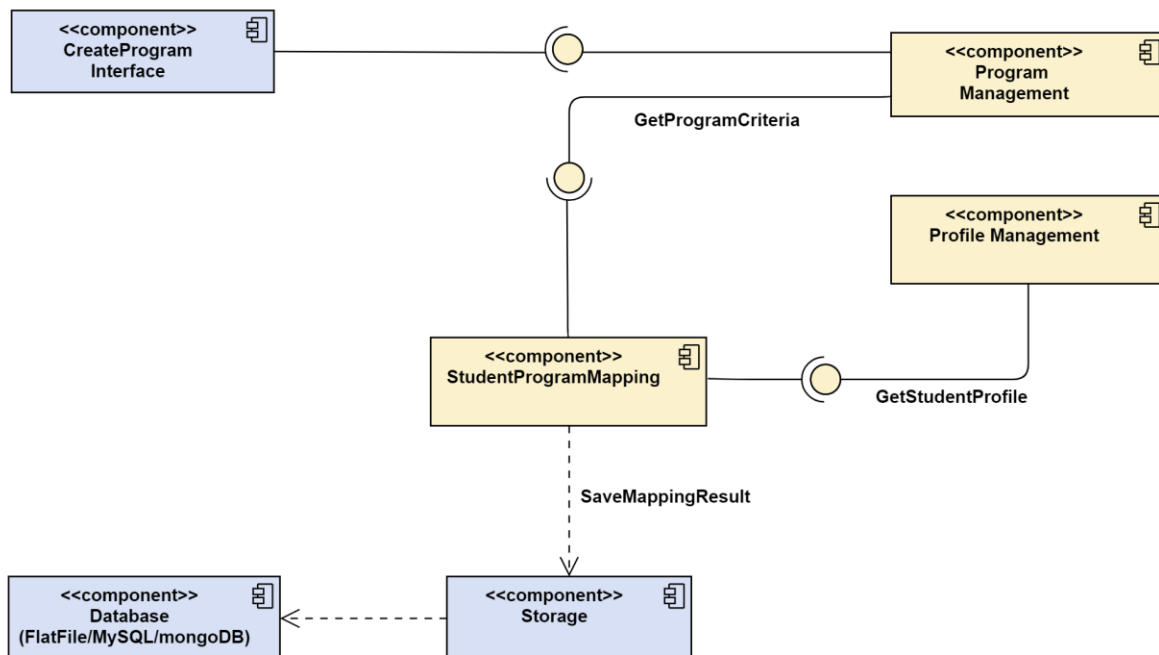 <<component>>
CreateProgram
Interface
<<component>>
Program
Management
GetProgramCriteria
<<component>>
Profile Management
<<component>>
StudentProgramMapping
GetStudentProfile
SaveMappingResult
<<component>>
Database
(FlatFile/MySQL/mongoDB)
<<component>>
Storage